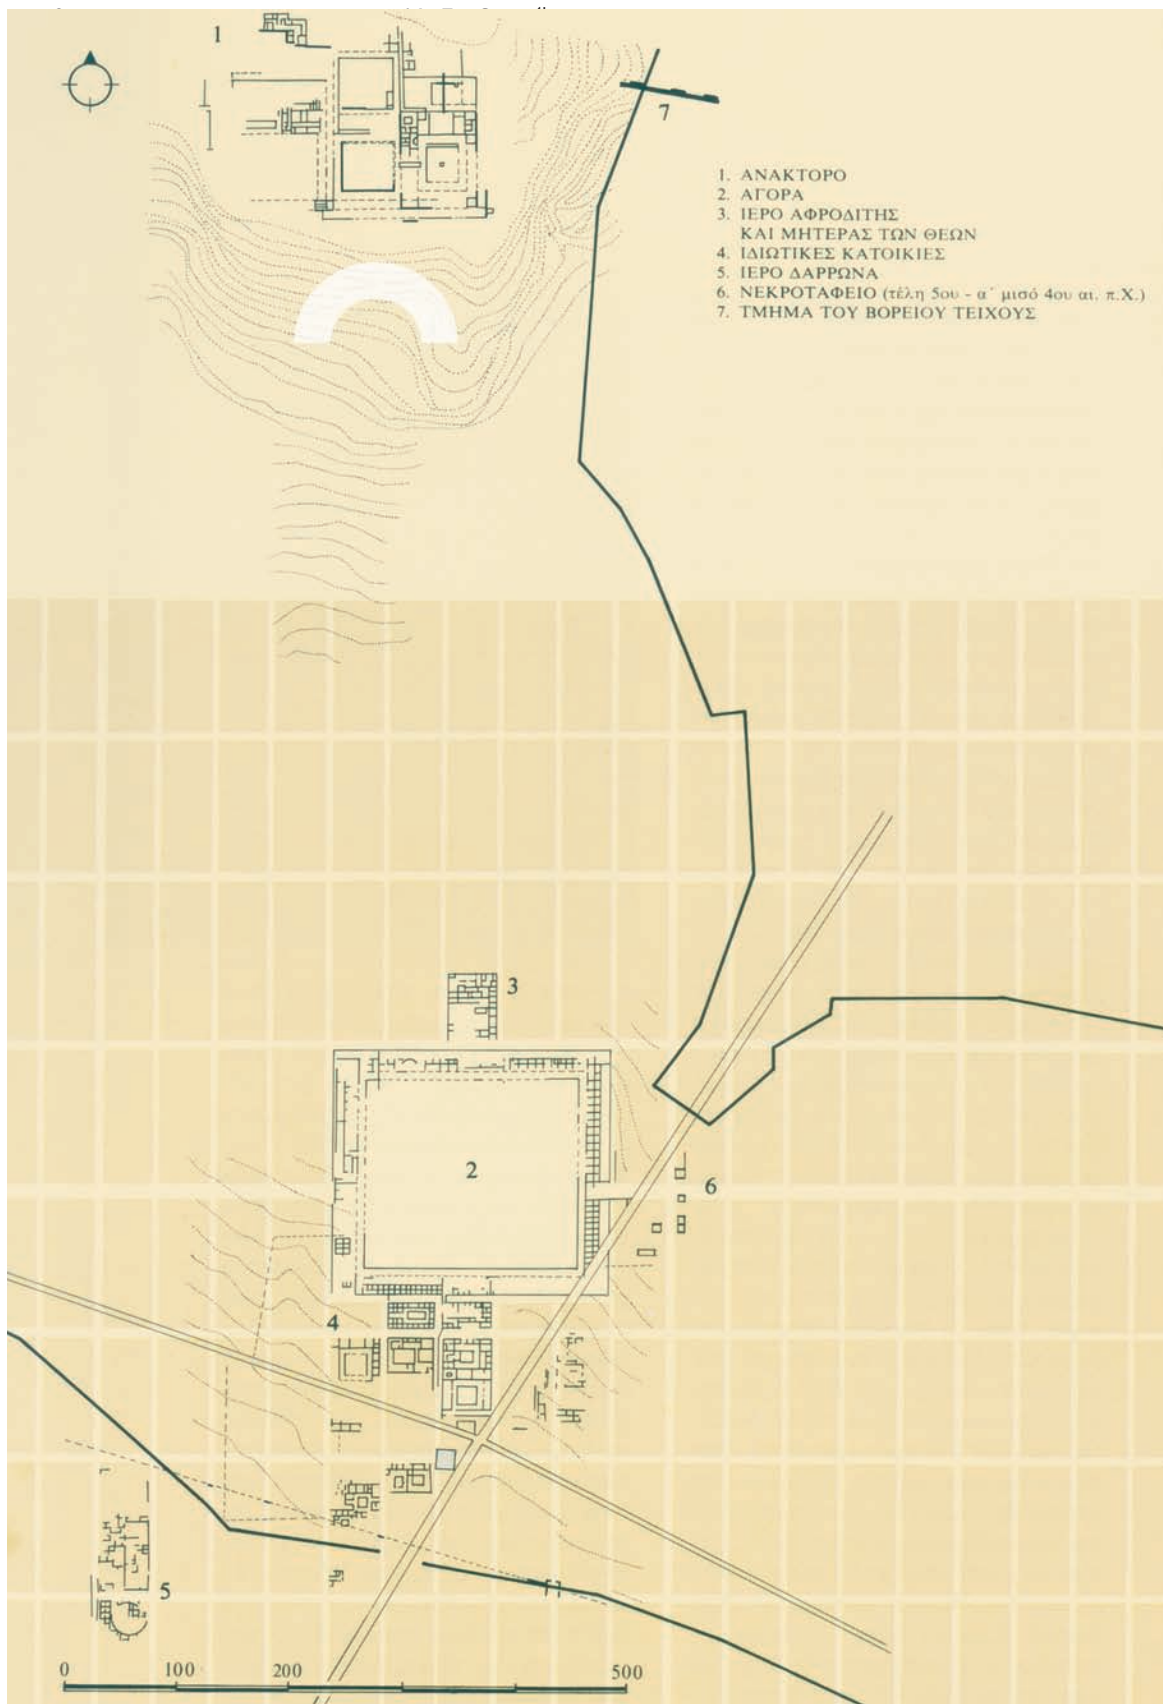 1
7
1. ΑΝΑΚΤΟΡΟ
2. ΑΓΟΡΑ
3. ΙΕΡΟ ΑΦΡΟΔΙΤΗΣ
ΚΑΙ ΜΗΤΕΡΑΣ ΤΩΝ ΘΕΩΝ
4. ΙΔΙΩΤΙΚΕΣ ΚΑΤΟΙΚΙΕΣ
5. ΙΕΡΟ ΔΑΡΡΩΝΑ
6. ΝΕΚΡΟΤΑΦΕΙΟ (τέλη 5ου - α΄ μισό 4ου αι. π.Χ.)
7. ΤΜΗΜΑ ΤΟΥ ΒΟΡΕΙΟΥ ΤΕΙΧΟΥΣ
3
2
6
4
5
0 100 200 500